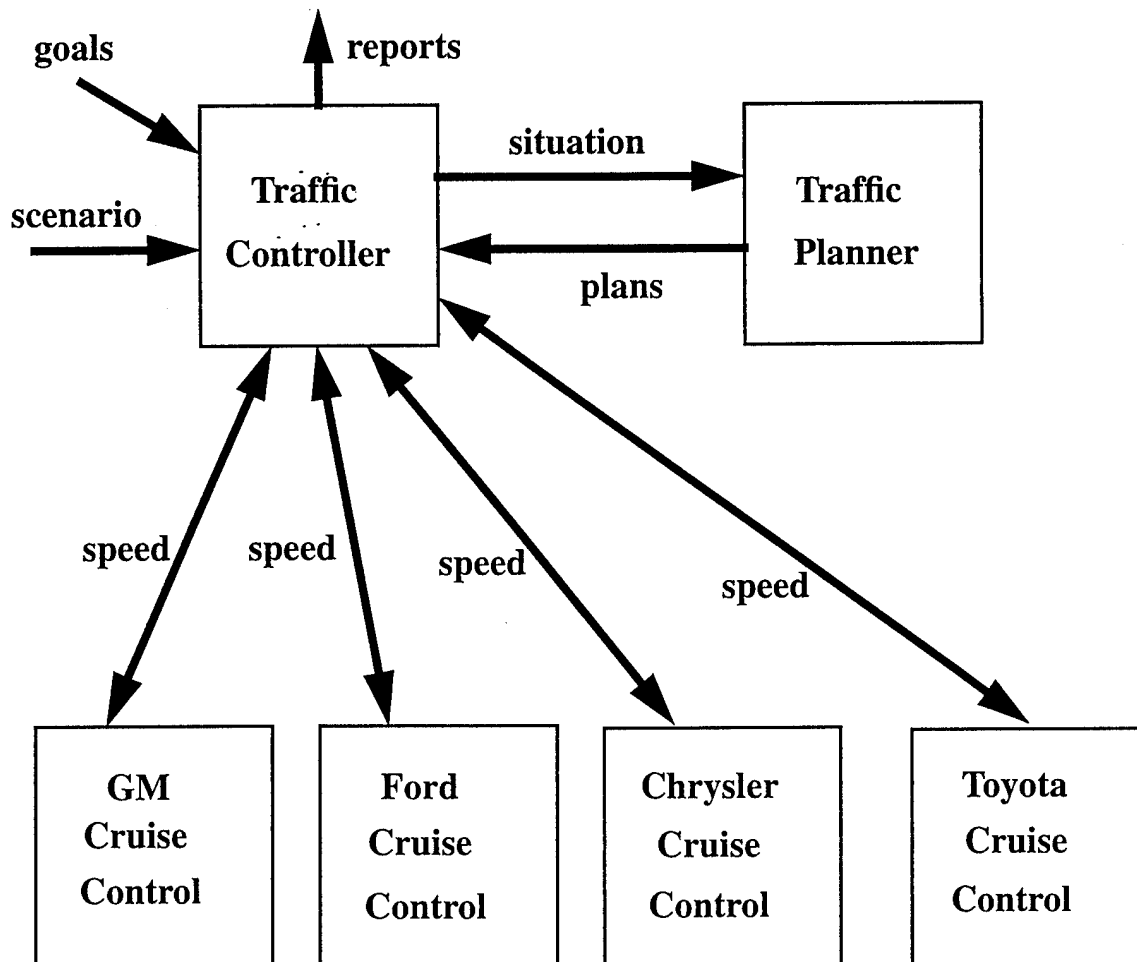 goals
reports
situation
Traffic
Controller
Traffic
Planner
scenario
plans
speed
speed
speed
speed
GM
Cruise
Control
Ford
Cruise
Control
Chrysler
Cruise
Control
Toyota
Cruise
Control